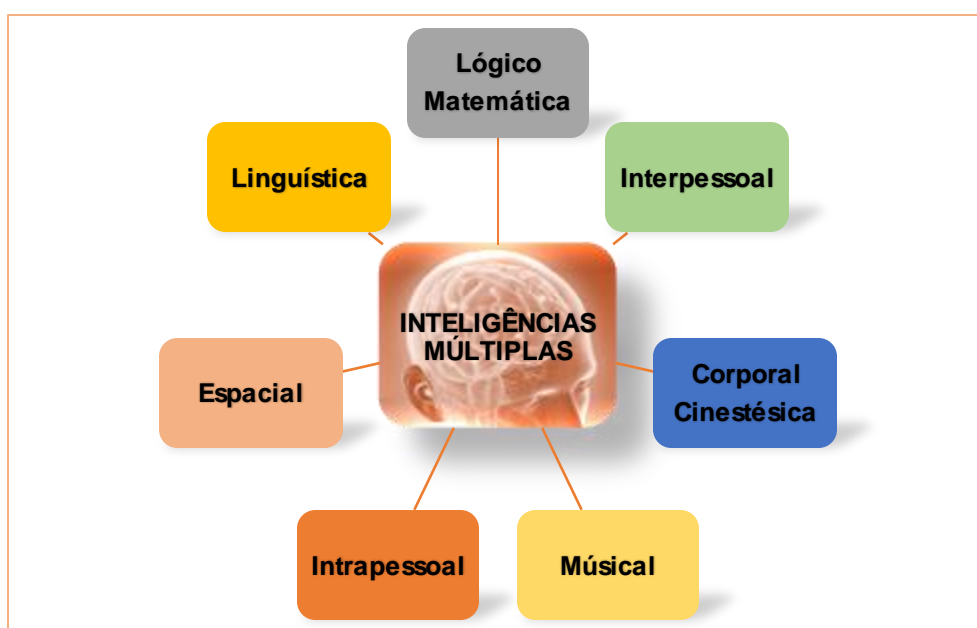 Lógico
Matemática
Linguística
Interpessoal
INTELIGÊNCIAS
MÚLTIPLAS
Espacial
Corporal
Cinestésica
Intrapessoal
Músical